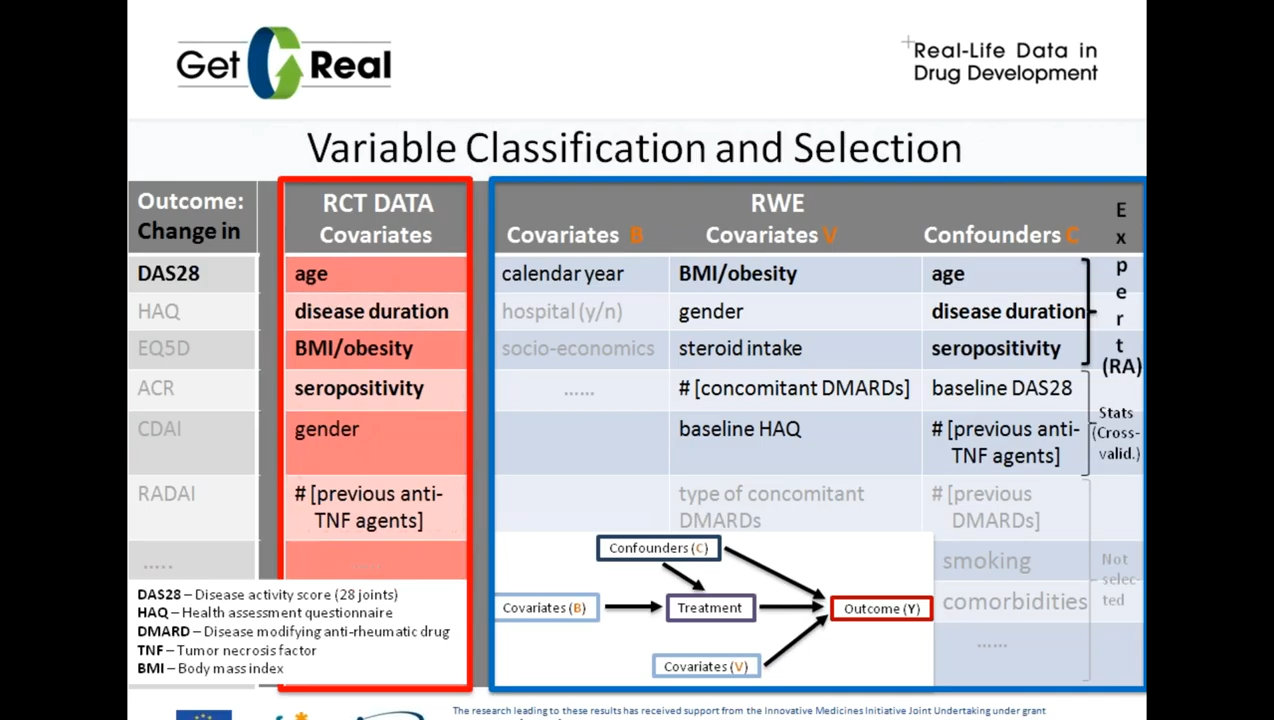 Get Real
Real-Life Data in
Drug Development
Variable Classification and Selection
Outcome:
Change in
RCT DATA
Covariates
RWE
Covariates B
Covariates V
Confounders C
Expert
(RA)
DAS28
age
calendar year
BMI/obesity
age
HAQ
disease duration
hospital (y/n)
gender
disease duration
EQ5D
BMI/obesity
socio-economics
steroid intake
seropositivity
ACR
seropositivity
......
# [concomitant DMARDs]
baseline DAS28
Stats
(Cross-
valid.)
CDAI
gender
baseline HAQ
# [previous anti-
TNF agents]
RADAI
# [previous anti-
TNF agents]
type of concomitant
DMARDs
# [previous
DMARDs]
.....
.....
smoking
Not
selec-
ted
comorbidities
......
Confounders (C)
Covariates (B)
Treatment
Outcome (Y)
Covariates (V)
DAS28 – Disease activity score (28 joints)
HAQ – Health assessment questionnaire
DMARD – Disease modifying anti-rheumatic drug
TNF – Tumor necrosis factor
BMI – Body mass index
The research leading to these results has received support from the Innovative Medicines Initiative Joint Undertaking under grant